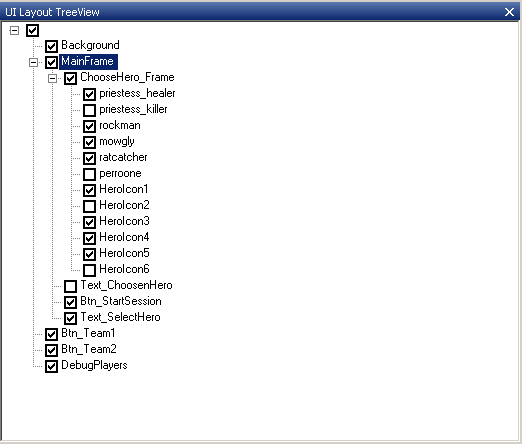 UI Layout TreeView
Background
MainFrame
ChooseHero_Frame
priestess_healer
priestess_killer
rockman
mowgly
ratcatcher
perroone
HeroIcon1
HeroIcon2
HeroIcon3
HeroIcon4
HeroIcon5
HeroIcon6
Text_ChoosenHero
Btn_StartSession
Text_SelectHero
Btn_Team1
Btn_Team2
DebugPlayers